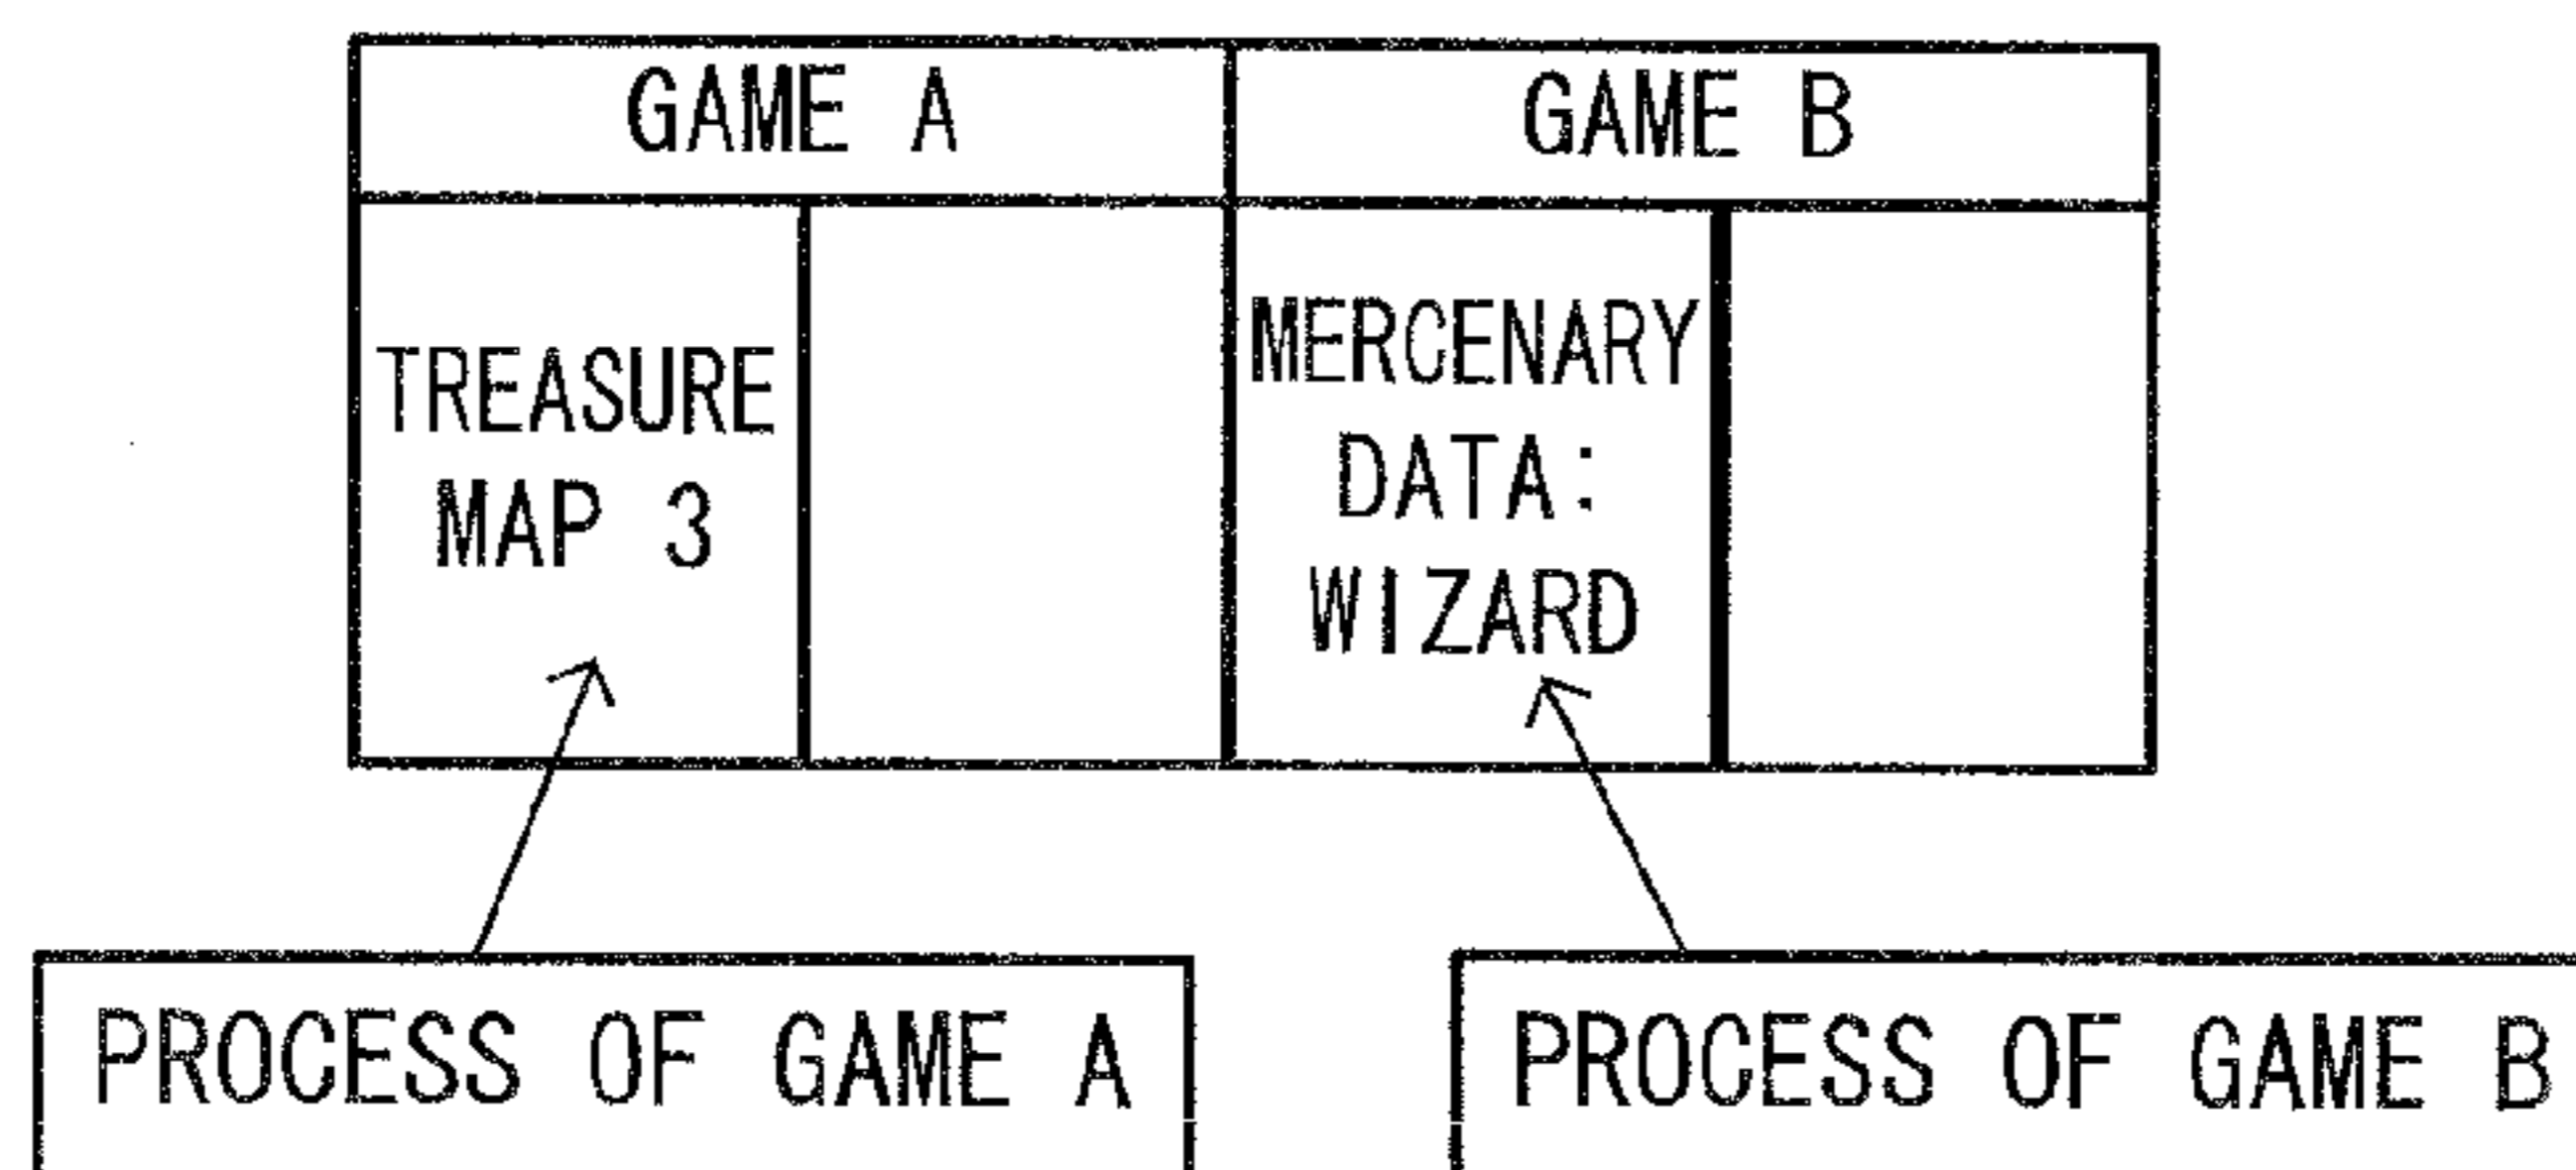 GAME A
GAME B
TREASURE
MAP 3
MERCENARY
DATA:
WIZARD
PROCESS OF GAME A
PROCESS OF GAME B